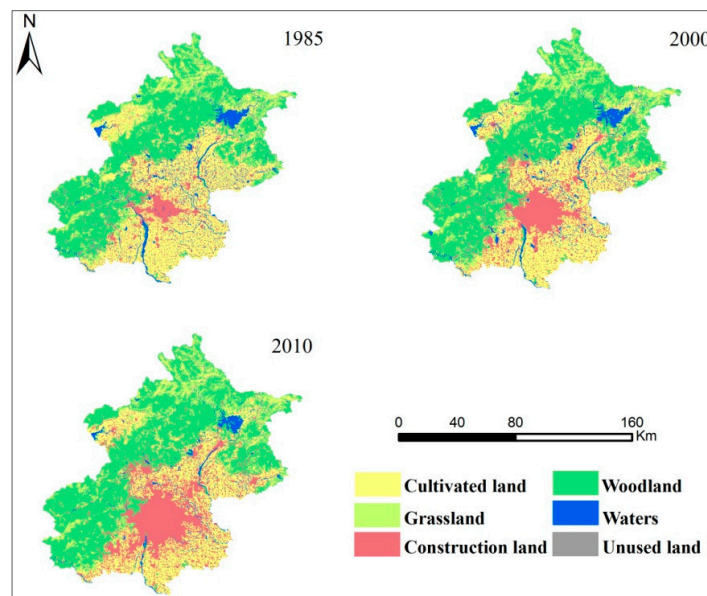 N
1985
2000
2010
0 40 80 160
Km
Cultivated land
Woodland
Grassland
Waters
Construction land
Unused land